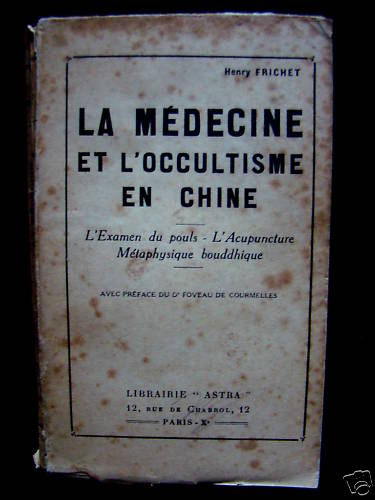 Henry FRICHET
LA MÉDECINE
ET L'OCCULTISME
EN CHINE
L'Examen du pouls - L'Acupuncture
Métaphysique bouddhique
AVEC PRÉFACE DU Dr FOVEAU DE COURMELLES
LIBRAIRIE " ASTRA "
12, RUE DE CHABROL, 12
PARIS-Xe